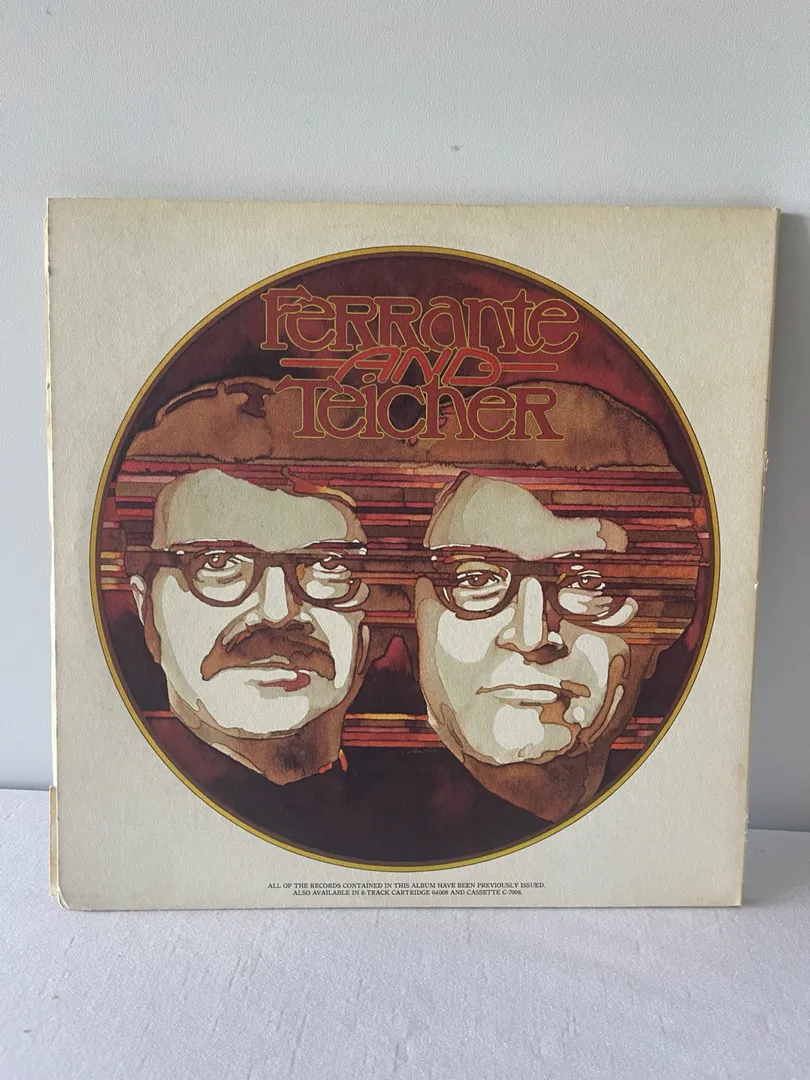 Ferrante
AND
Teicher
ALL OF THE RECORDS CONTAINED IN THIS ALBUM HAVE BEEN PREVIOUSLY ISSUED.
ALSO AVAILABLE IN 8-TRACK CARTRIDGE 04008 AND CASSETTE C-7008.